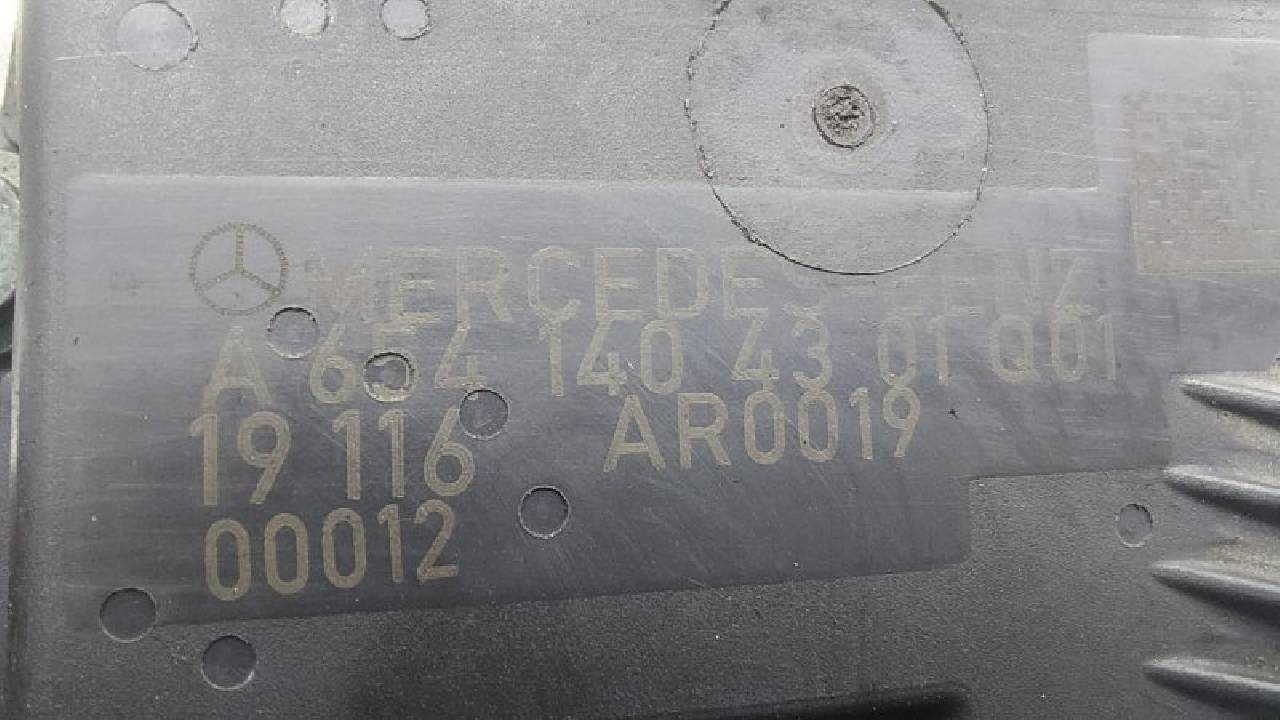 MERCEDES-BENZ
A 654 140 43 01 Q01
19 116 AR0019
00012